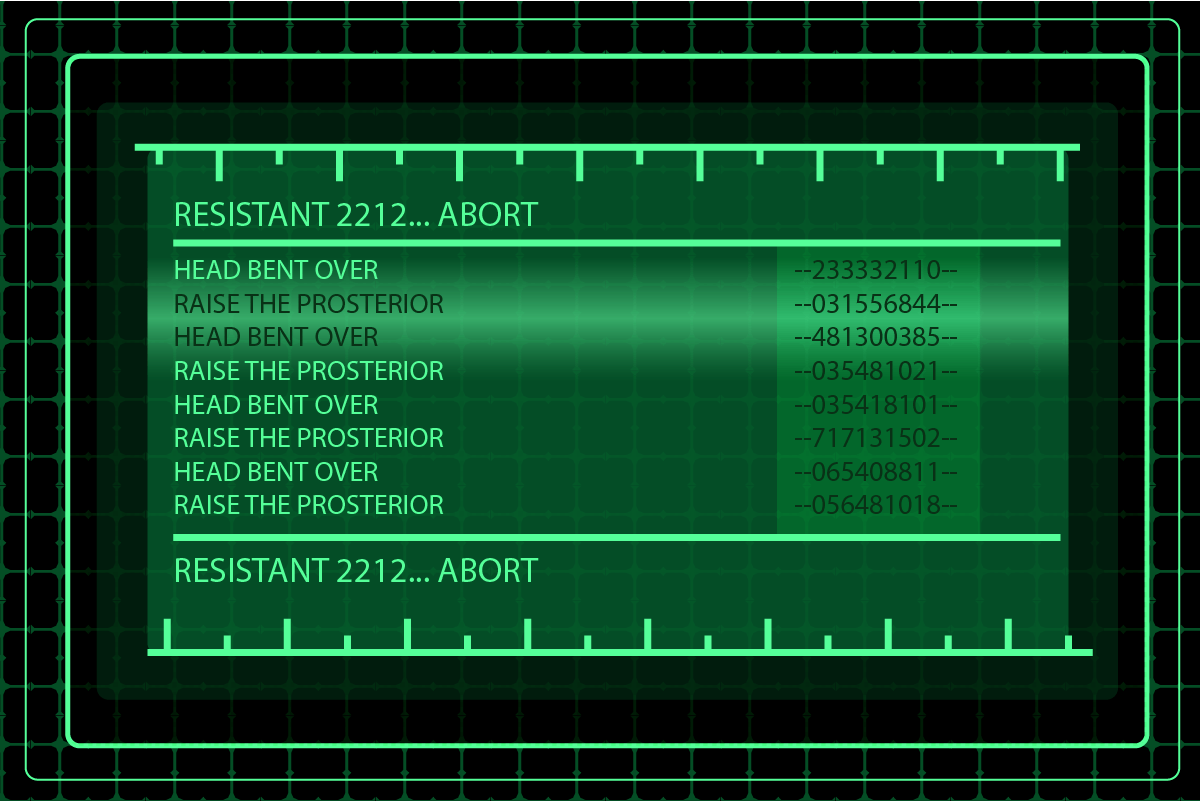 RESISTANT 2212... ABORT
HEAD BENT OVER --233332110--
RAISE THE PROSTERIOR --031556844--
HEAD BENT OVER --481300385--
RAISE THE PROSTERIOR --035481021--
HEAD BENT OVER --035418101--
RAISE THE PROSTERIOR --717131502--
HEAD BENT OVER --065408811--
RAISE THE PROSTERIOR --056481018--
RESISTANT 2212... ABORT